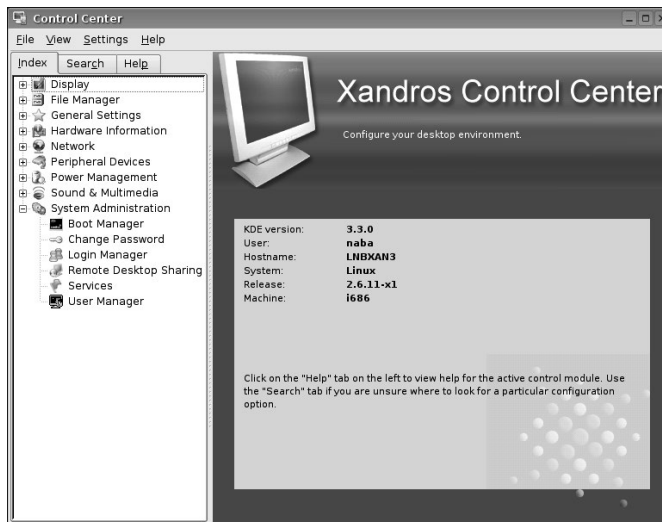 Control Center
File View Settings Help
Index Search Help
Display
File Manager
General Settings
Hardware Information
Network
Peripheral Devices
Power Management
Sound & Multimedia
System Administration
Boot Manager
Change Password
Login Manager
Remote Desktop Sharing
Services
User Manager
Xandros Control Center
Configure your desktop environment.
KDE version: 3.3.0
User: naba
Hostname: LNBXAN3
System: Linux
Release: 2.6.11-x1
Machine: i686
Click on the "Help" tab on the left to view help for the active control module. Use
the "Search" tab if you are unsure where to look for a particular configuration
option.